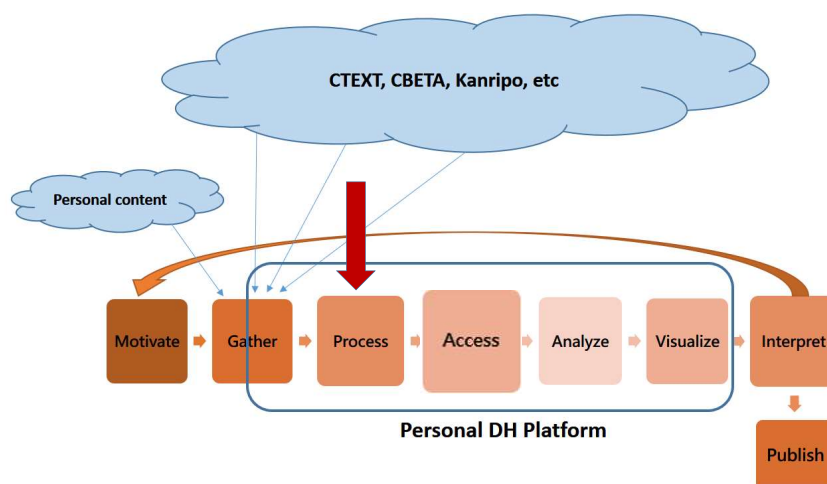 CTEXT, CBETA, Kanripo, etc
Personal content
Motivate
Gather
Process
Access
Analyze
Visualize
Interpret
Personal DH Platform
Publish